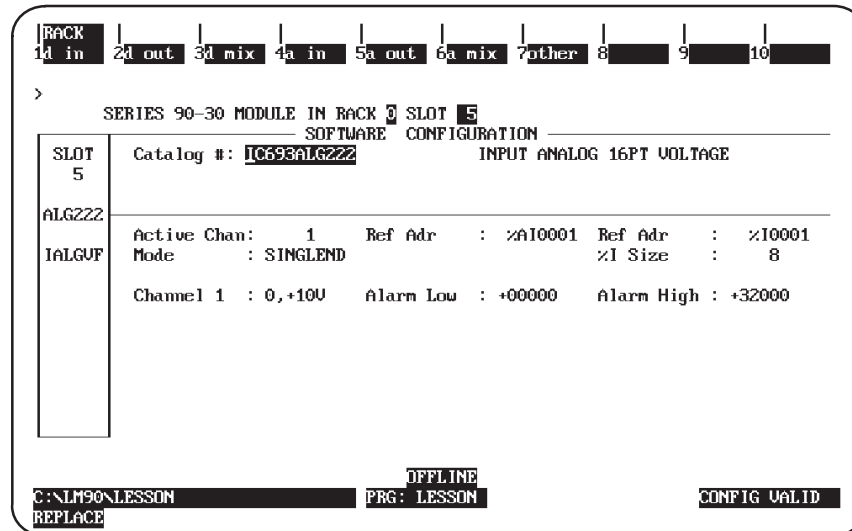 RACK
1d in 2d out 3d mix 4a in 5a out 6a mix 7other 8 9 10
>
SERIES 90-30 MODULE IN RACK 0 SLOT 5
SOFTWARE CONFIGURATION
SLOT Catalog #: IC693ALG222 INPUT ANALOG 16PT VOLTAGE
5
ALG222
Active Chan: 1 Ref Adr : %AI0001 Ref Adr : %I0001
IALGVF Mode : SINGLEND %I Size : 8
Channel 1 : 0,+10V Alarm Low : +00000 Alarm High : +32000
OFFLINE
C:\LM90\LESSON PRG: LESSON CONFIG VALID
REPLACE